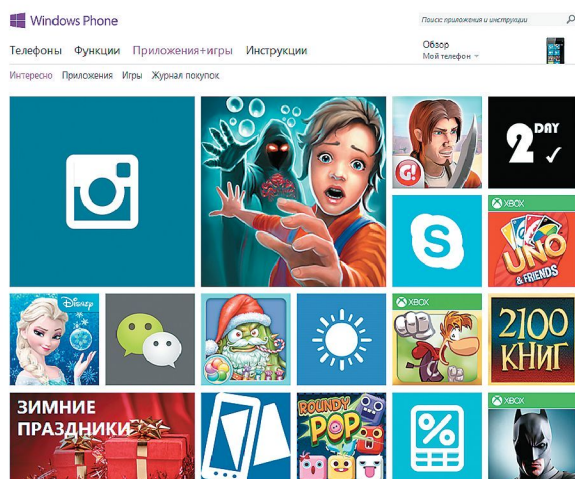 Windows Phone
Поиск: приложения и инструкции
Телефоны Функции Приложения+игры Инструкции
Обзор
Мой телефон
Интересно Приложения Игры Журнал покупок
G!
2 DAY
S
XBOX
UNO
& FRIENDS
Disney
XBOX
2100
КНИГ
ЗИМНИЕ
ПРАЗДНИКИ
ROUNDY
POP
%
XBOX